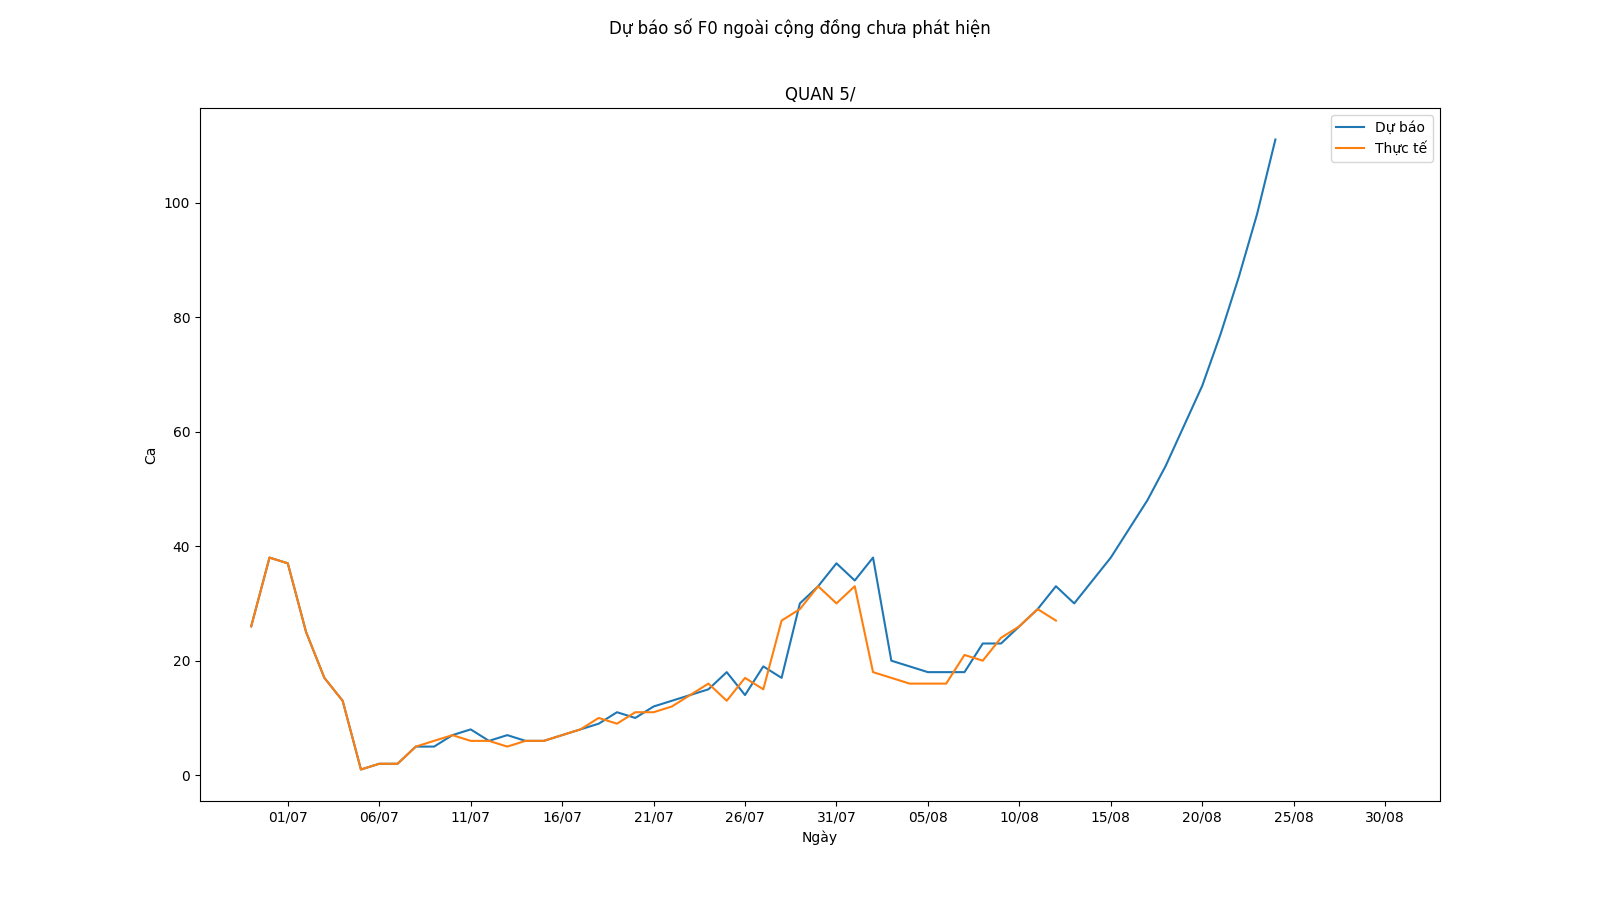 Dự báo số F0 ngoài cộng đồng chưa phát hiện
QUAN 5/
Dự báo
Thực tế
100
80
60
40
20
0
Ca
01/07 06/07 11/07 16/07 21/07 26/07 31/07 05/08 10/08 15/08 20/08 25/08 30/08
Ngày